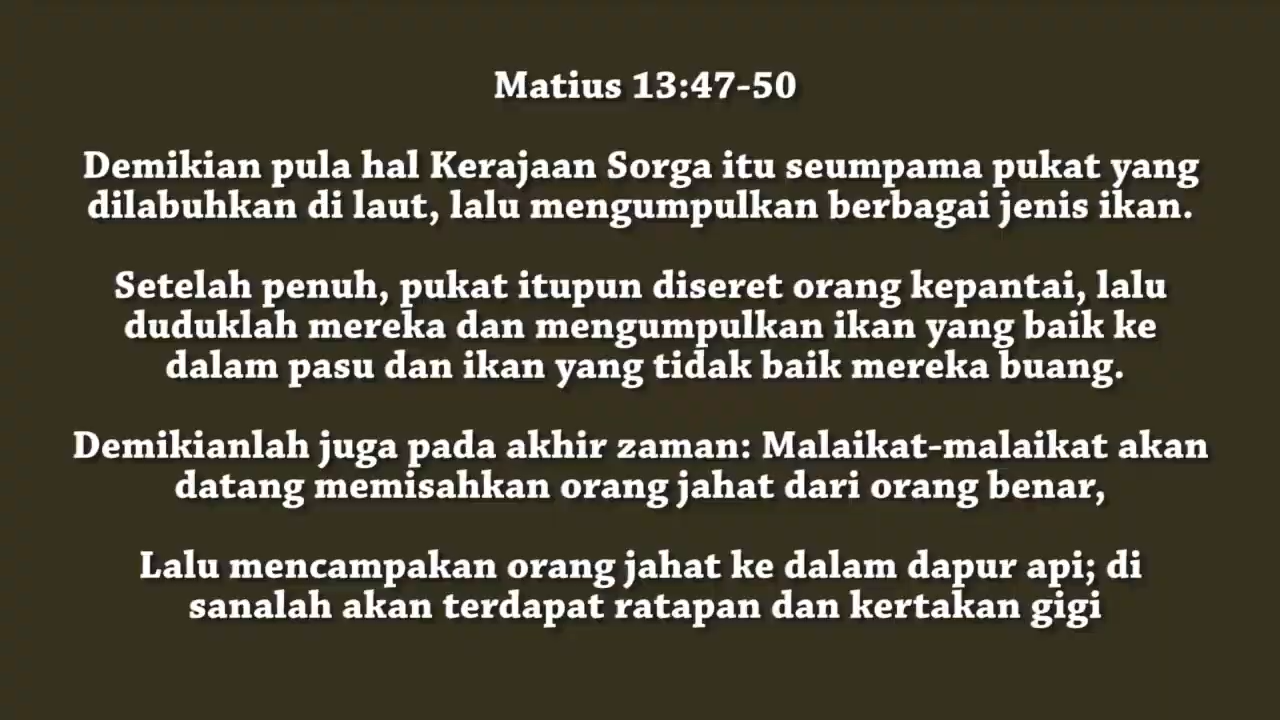 Matius 13:47-50
Demikian pula hal Kerajaan Sorga itu seumpama pukat yang
dilabuhkan di laut, lalu mengumpulkan berbagai jenis ikan.
Setelah penuh, pukat itupun diseret orang kepantai, lalu
duduklah mereka dan mengumpulkan ikan yang baik ke
dalam pasu dan ikan yang tidak baik mereka buang.
Demikianlah juga pada akhir zaman: Malaikat-malaikat akan
datang memisahkan orang jahat dari orang benar,
Lalu mencampakan orang jahat ke dalam dapur api; di
sanalah akan terdapat ratapan dan kertakan gigi